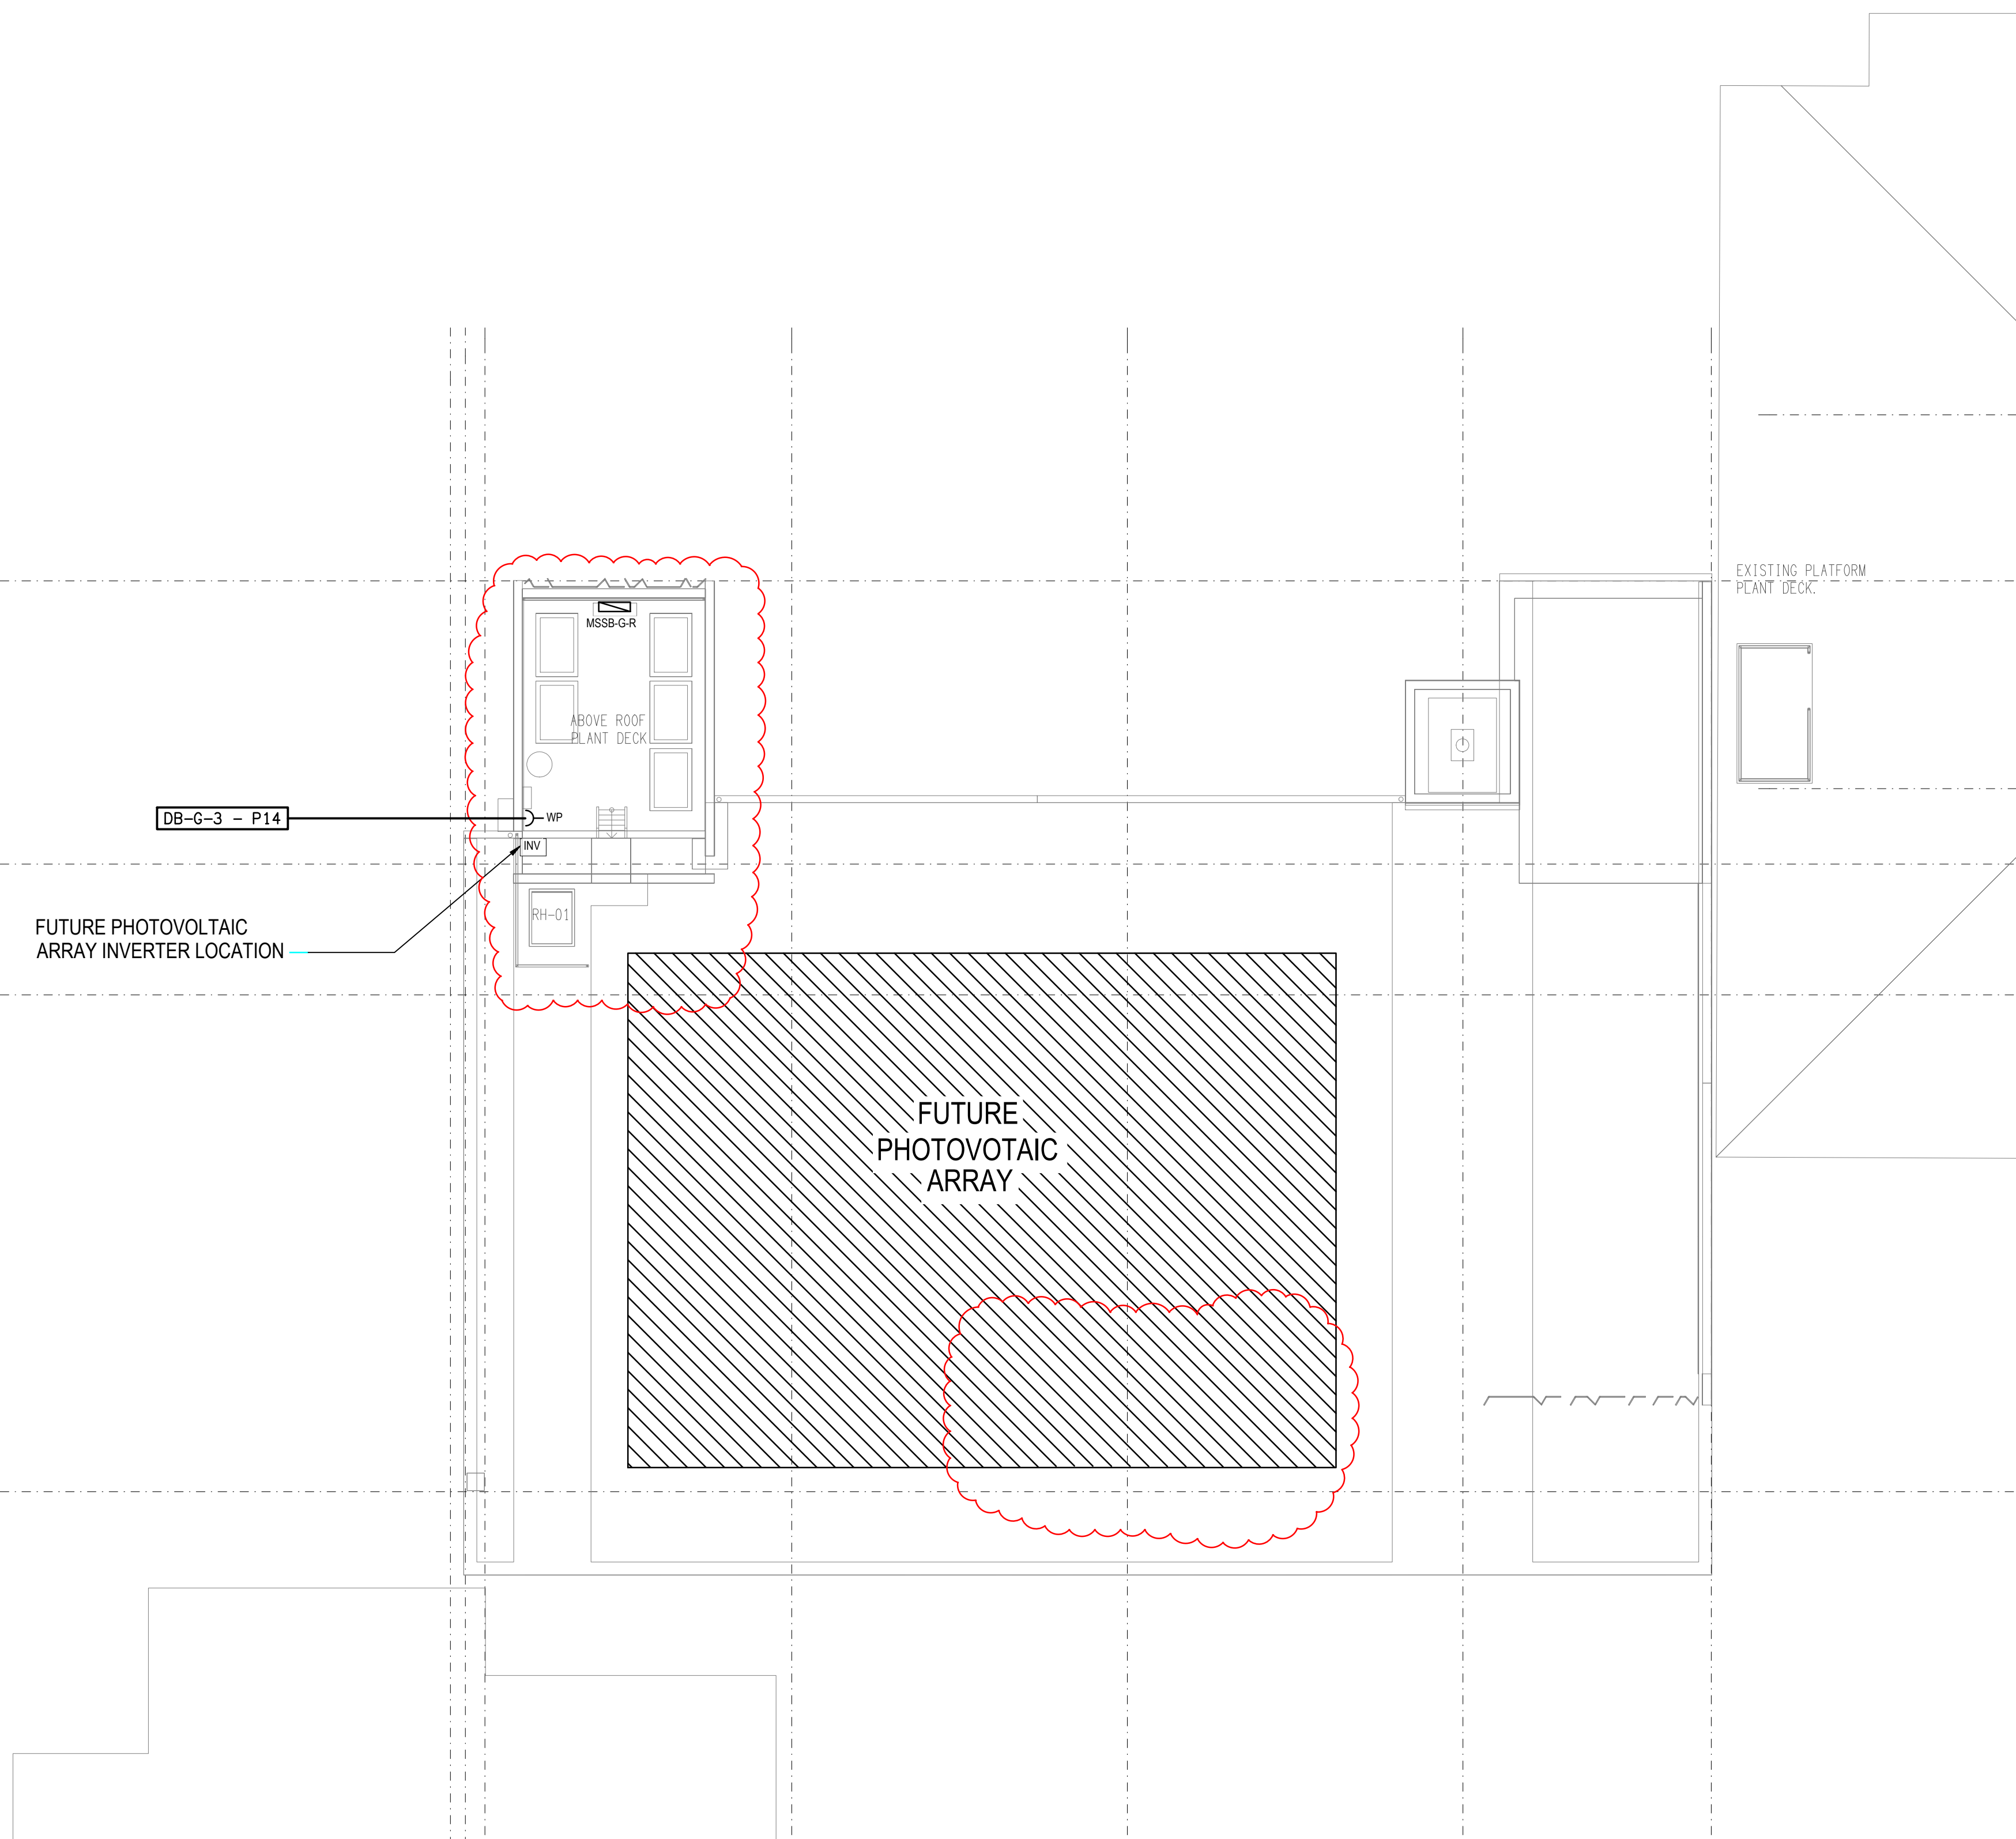 EXISTING PLATFORM
PLANT DECK.
MSSB-G-R
ABOVE ROOF
PLANT DECK
DB-G-3 - P14
WP
INV
RH-01
FUTURE PHOTOVOLTAIC
ARRAY INVERTER LOCATION
FUTURE
PHOTOVOTAIC
ARRAY